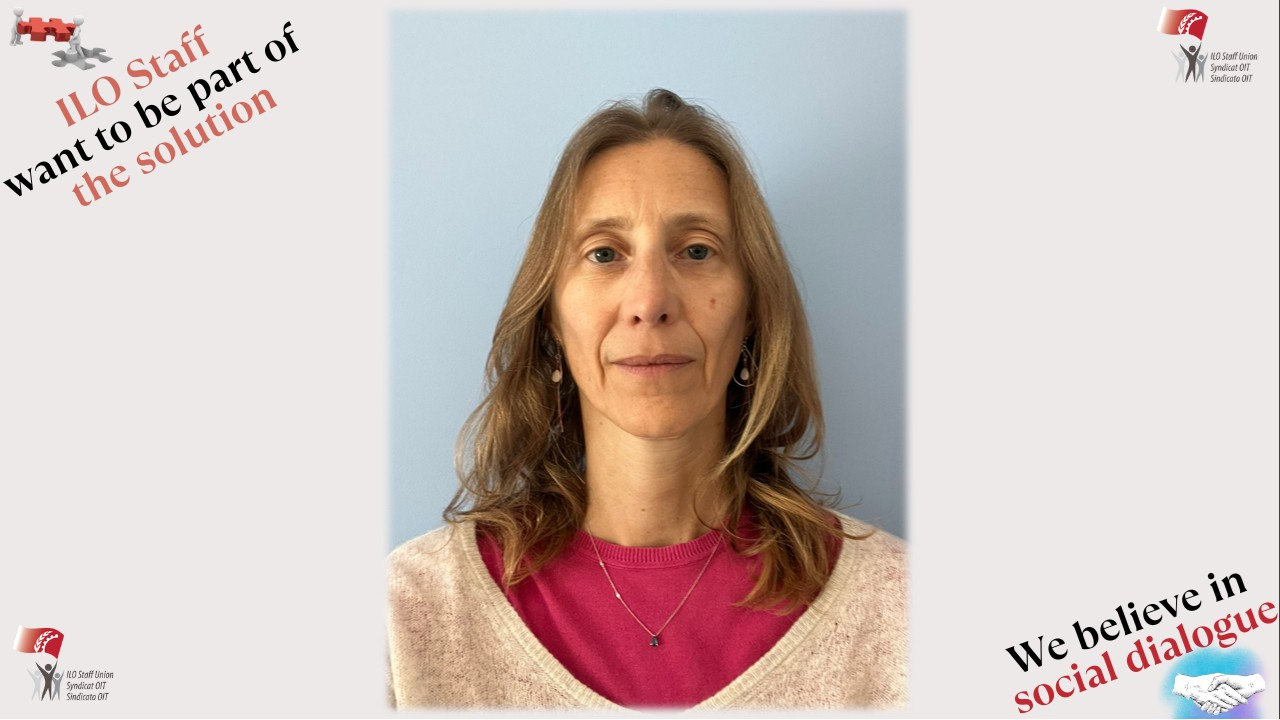 ILO Staff
want to be part of
the solution
ILO Staff Union
Syndicat OIT
Sindicato OIT
ILO Staff Union
Syndicat OIT
Sindicato OIT
We believe in
social dialogue